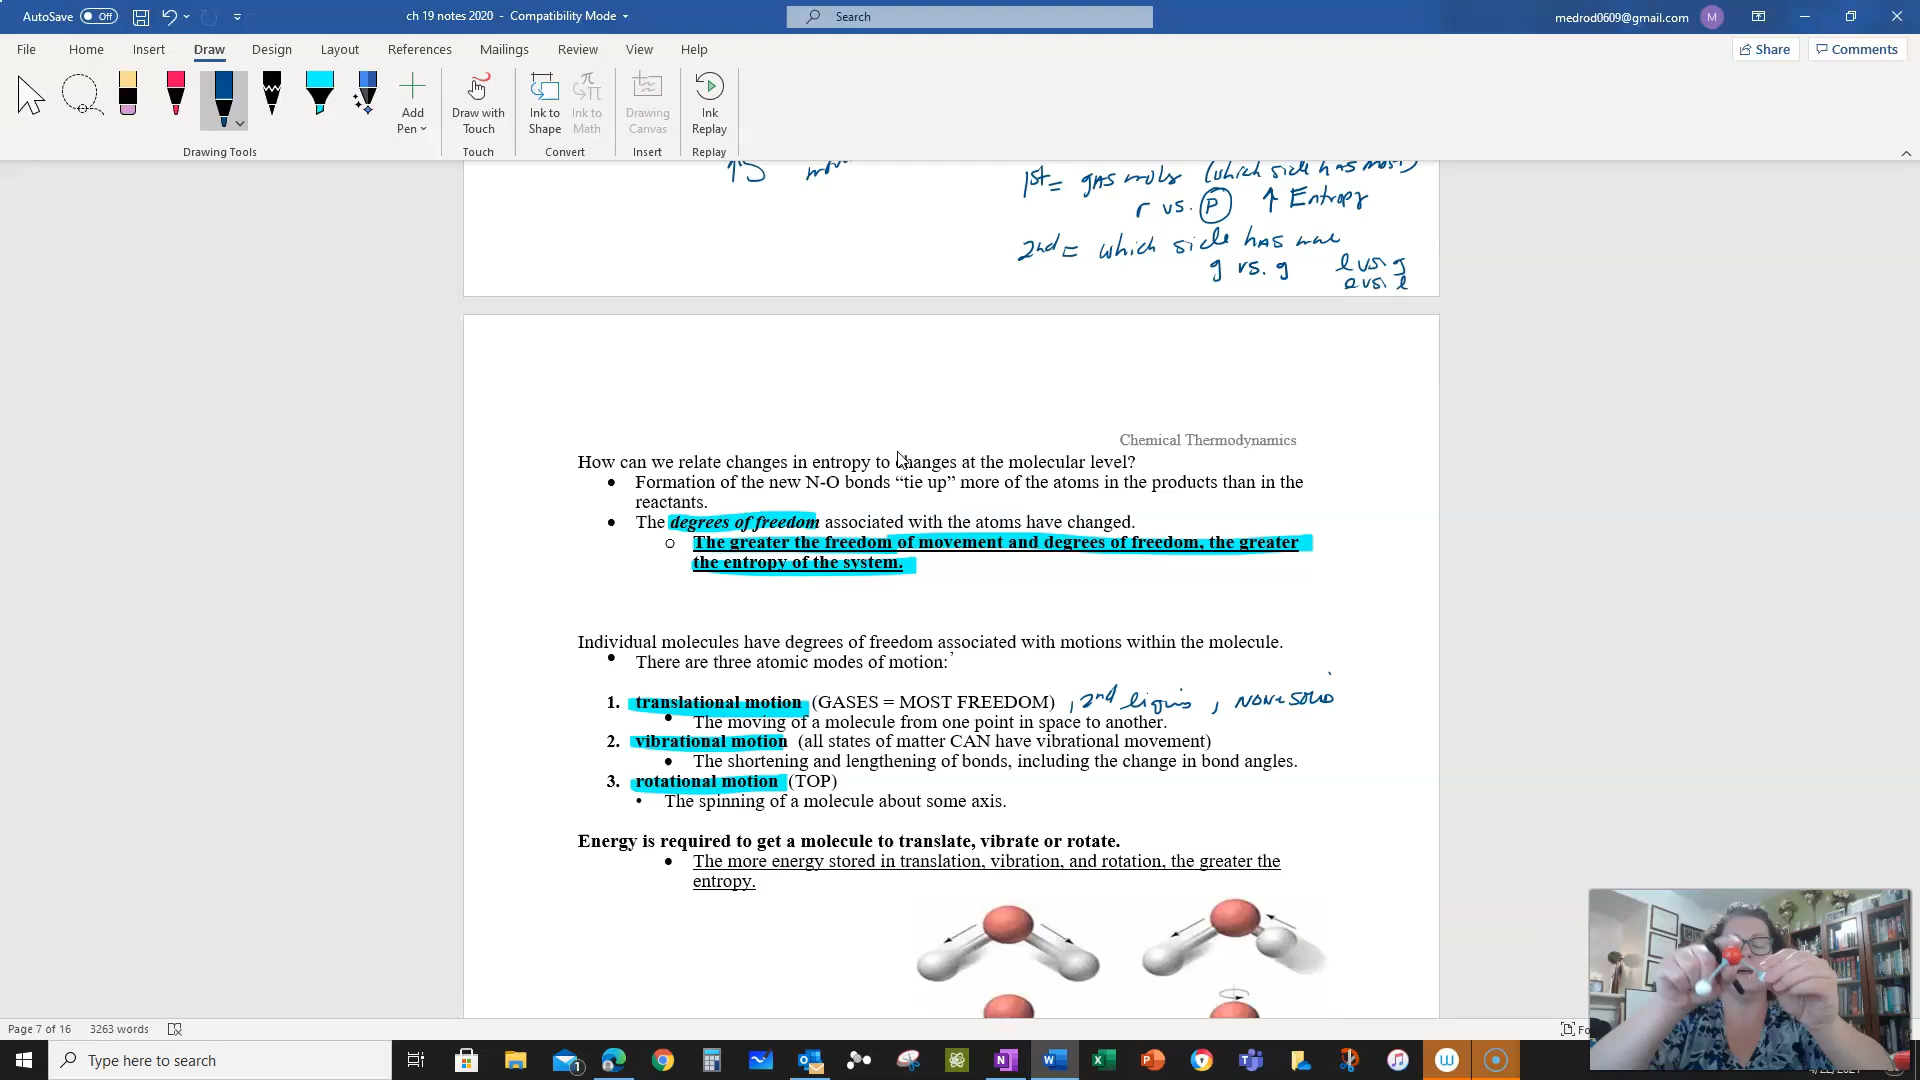 AutoSave Off ch 19 notes 2020 - Compatibility Mode Search medrod0609@gmail.com M
File Home Insert Draw Design Layout References Mailings Review View Help Share Comments
Add Pen Draw with Touch Ink to Shape Ink to Math Drawing Canvas Ink Replay
Drawing Tools Touch Convert Insert Replay
↑S
1st = gas mols (which side has most)
r vs. P ↑ Entropy
2nd = which side has more
g vs. g l vs. g
vs. l
Chemical Thermodynamics
How can we relate changes in entropy to changes at the molecular level?
• Formation of the new N-O bonds “tie up” more of the atoms in the products than in the
reactants.
• The degrees of freedom associated with the atoms have changed.
o The greater the freedom of movement and degrees of freedom, the greater
the entropy of the system.
Individual molecules have degrees of freedom associated with motions within the molecule.
• There are three atomic modes of motion:
1. translational motion (GASES = MOST FREEDOM) , 2nd liquids , NONE SOLID
• The moving of a molecule from one point in space to another.
2. vibrational motion (all states of matter CAN have vibrational movement)
• The shortening and lengthening of bonds, including the change in bond angles.
3. rotational motion (TOP)
• The spinning of a molecule about some axis.
Energy is required to get a molecule to translate, vibrate or rotate.
• The more energy stored in translation, vibration, and rotation, the greater the
entropy.
Page 7 of 16 3263 words
Type here to search